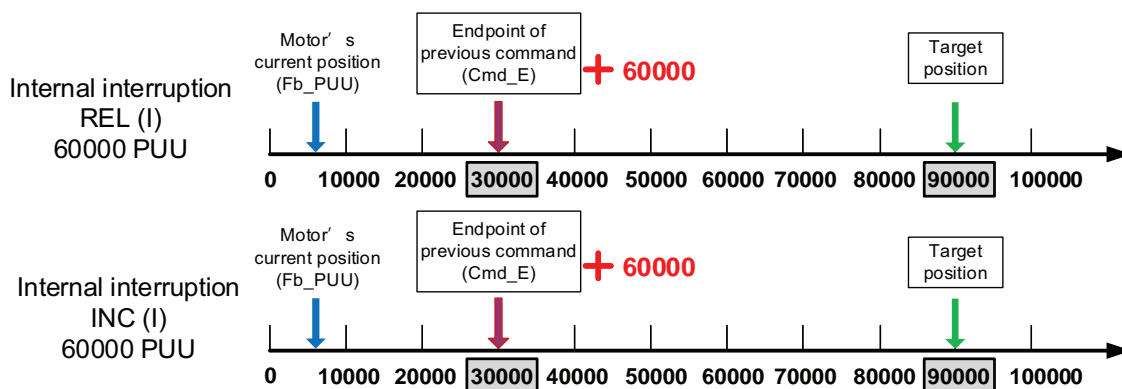 Motor's
current position
(Fb_PUU)
Endpoint of
previous command
(Cmd_E)
+ 60000
Target
position
Internal interruption
REL (I)
60000 PUU
0 10000 20000 30000 40000 50000 60000 70000 80000 90000 100000
Motor's
current position
(Fb_PUU)
Endpoint of
previous command
(Cmd_E)
+ 60000
Target
position
Internal interruption
INC (I)
60000 PUU
0 10000 20000 30000 40000 50000 60000 70000 80000 90000 100000